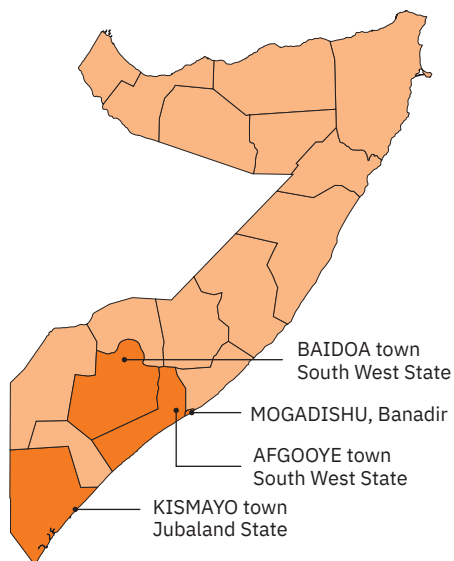 BAIDOA town
South West State
MOGADISHU, Banadir
AFGOOYE town
South West State
KISMAYO town
Jubaland State